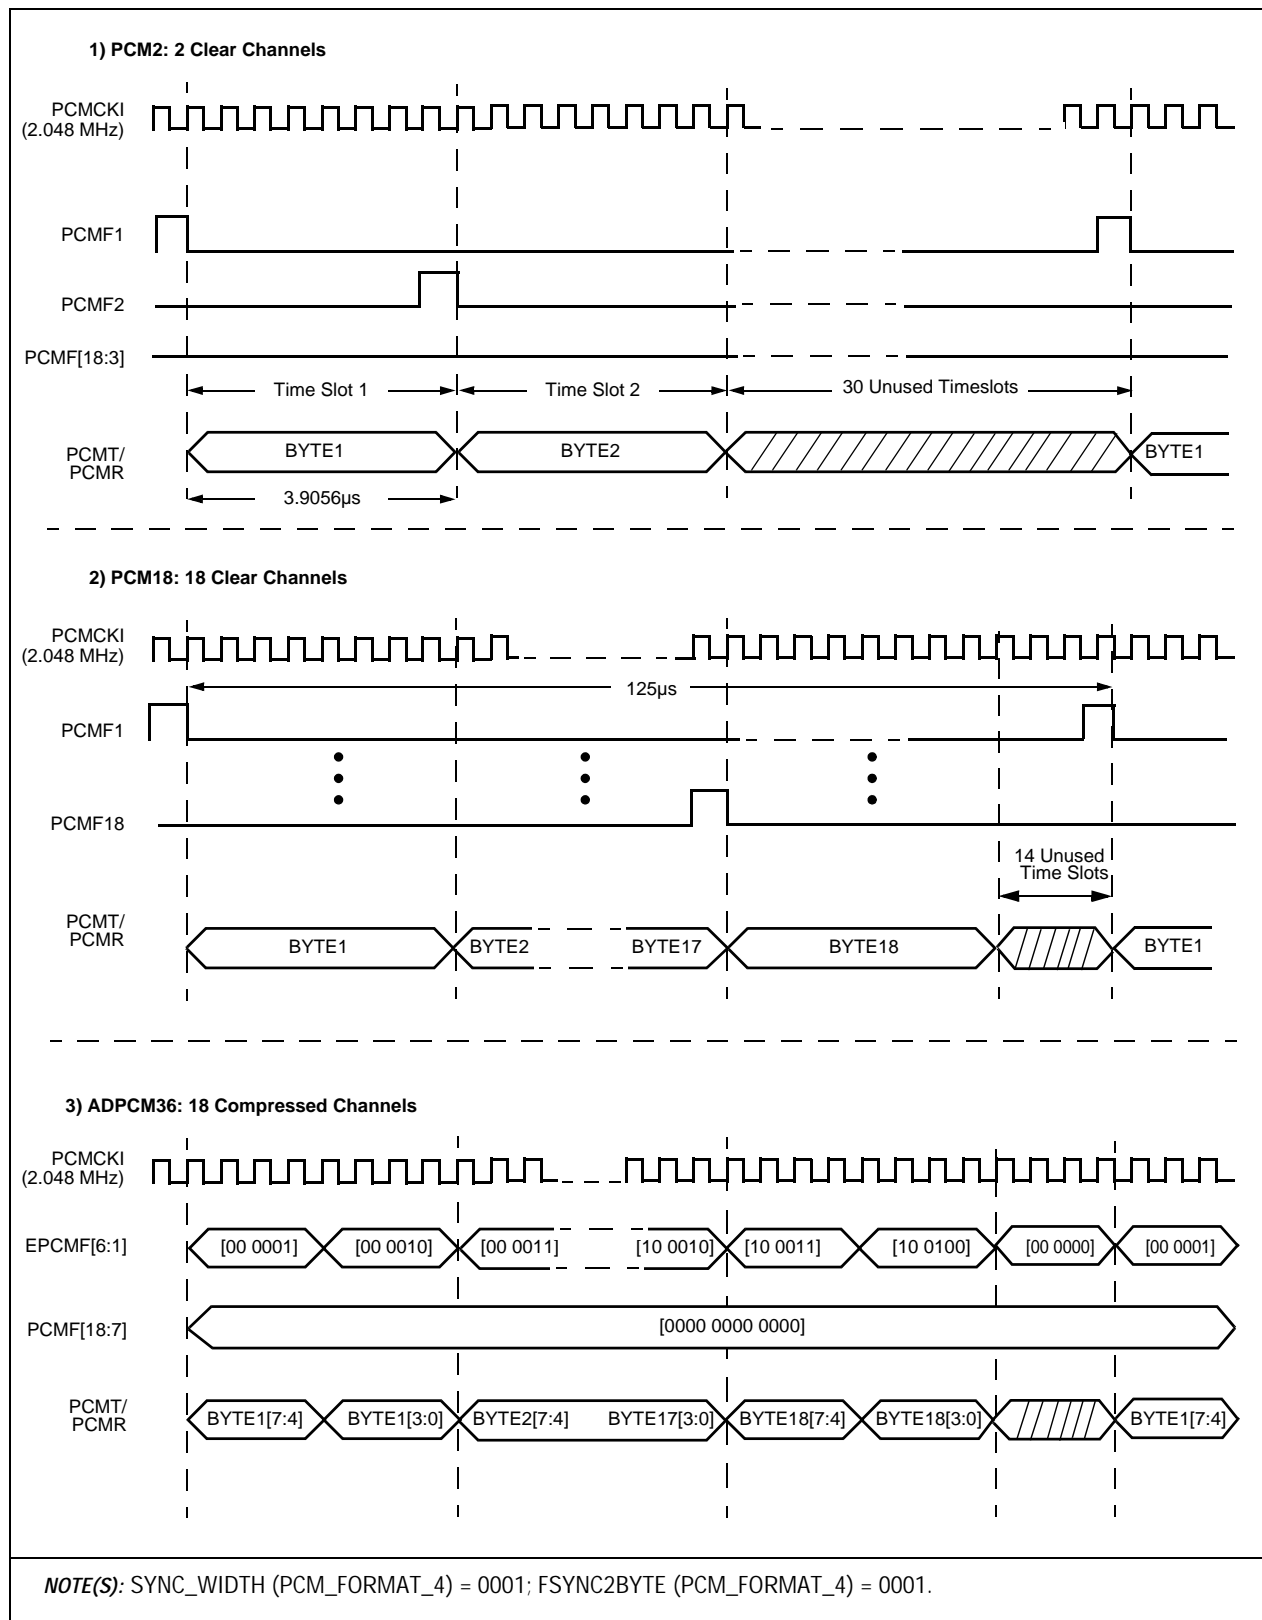 1) PCM2: 2 Clear Channels
PCMCKI
(2.048 MHz)
PCMF1
PCMF2
PCMF[18:3]
Time Slot 1
Time Slot 2
30 Unused Timeslots
PCMT/
PCMR
BYTE1
BYTE2
BYTE1
3.9056µs
2) PCM18: 18 Clear Channels
PCMCKI
(2.048 MHz)
125µs
PCMF1
PCMF18
14 Unused
Time Slots
PCMT/
PCMR
BYTE1
BYTE2
BYTE17
BYTE18
BYTE1
3) ADPCM36: 18 Compressed Channels
PCMCKI
(2.048 MHz)
EPCMF[6:1]
[00 0001]
[00 0010]
[00 0011]
[10 0010]
[10 0011]
[10 0100]
[00 0000]
[00 0001]
PCMF[18:7]
[0000 0000 0000]
PCMT/
PCMR
BYTE1[7:4]
BYTE1[3:0]
BYTE2[7:4]
BYTE17[3:0]
BYTE18[7:4]
BYTE18[3:0]
BYTE1[7:4]
NOTE(S): SYNC_WIDTH (PCM_FORMAT_4) = 0001; FSYNC2BYTE (PCM_FORMAT_4) = 0001.